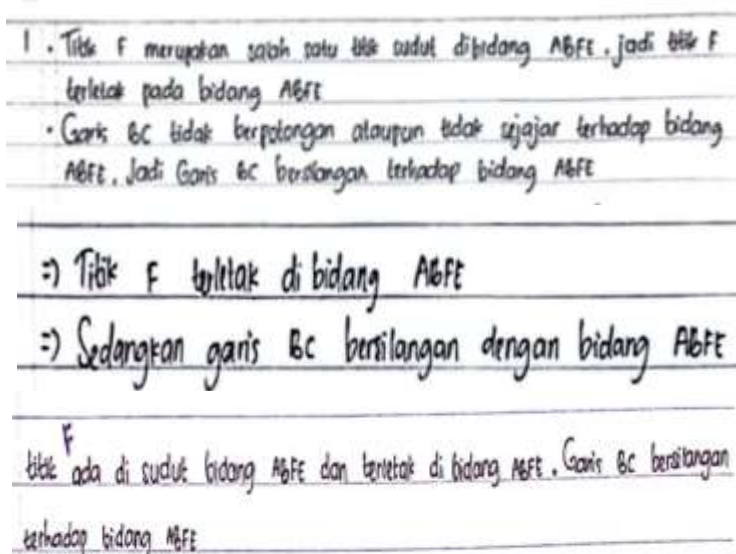 1. Titik F merupakan salah satu titik sudut dibidang ABFE. jadi titik F
terletak pada bidang ABFE
• Garis BC tidak berpotongan ataupun tidak sejajar terhadap bidang
ABFE. Jadi Garis BC bersilangan terhadap bidang ABFE
=) Titik F terletak di bidang ABFE
=) Sedangkan garis BC bersilangan dengan bidang ABFE
titik F ada di sudut bidang ABFE dan terletak di bidang ABFE. Garis BC bersilangan
terhadap bidang ABFE